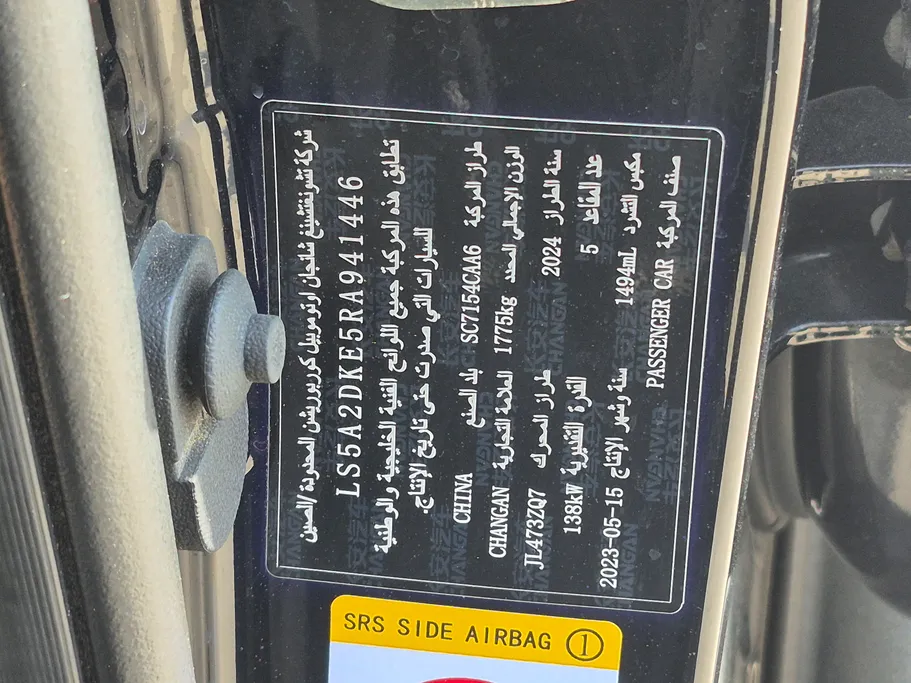 شركة تشونغتشينغ شانجان اوتوموبيل كوربوريشن المحدودة /الصين
LS5A2DKE5RA941446
تطابق هذه المركبة جميع اللوائح الفنية الخليجية والوطنية
للسيارات التي صدرت حتى تاريخ الإنتاج.
طراز المركبة SC7154CAA6 بلد الصنع CHINA
الوزن الإجمالي المحدد 1775kg العلامة التجارية CHANGAN
سنة الطراز 2024 طراز المحرك JL473ZQ7
عدد المقاعد 5 القدرة التقديرية 138kW
مكبس التشرد 1494mL سنة وشهر الإنتاج 2023-05-15
صنف المركبة PASSENGER CAR
SRS SIDE AIRBAG 1